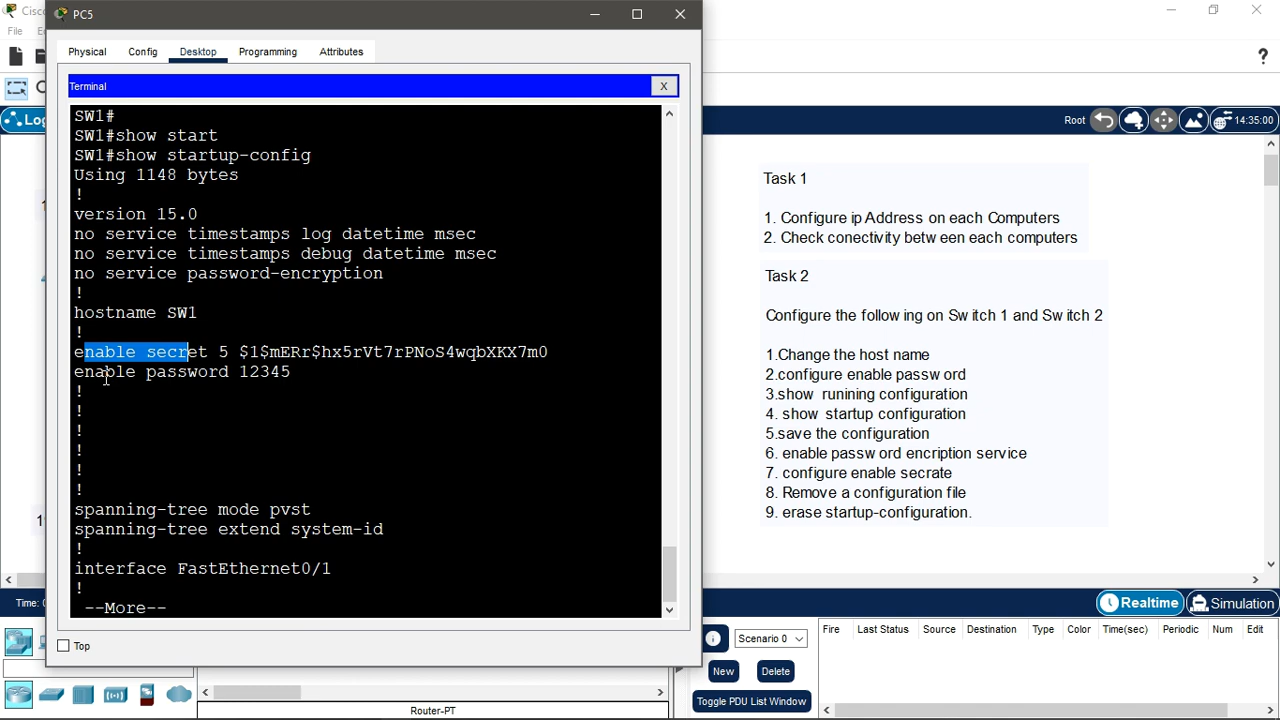 Cisc
PC5
File
E
Physical
Config
Desktop
Programming
Attributes
?
Terminal
X
Log
Root
14:35:00
SW1#
SW1#show start
SW1#show startup-config
Using 1148 bytes
!
version 15.0
no service timestamps log datetime msec
no service timestamps debug datetime msec
no service password-encryption
!
hostname SW1
!
enable secret 5 $1$mERr$hx5rVt7rPNoS4wqbXKX7m0
enable password 12345
!
!
!
!
!
!
spanning-tree mode pvst
spanning-tree extend system-id
!
interface FastEthernet0/1
!
--More--
Top
Task 1
1. Configure ip Address on each Computers
2. Check conectivity betw een each computers
Task 2
Configure the follow ing on Sw itch 1 and Sw itch 2
1.Change the host name
2.configure enable passw ord
3.show runining configuration
4. show startup configuration
5.save the configuration
6. enable passw ord encription service
7. configure enable secrate
8. Remove a configuration file
9. erase startup-configuration.
Time: 
Realtime
Simulation
Scenario 0
New
Delete
Toggle PDU List Window
Fire
Last Status
Source
Destination
Type
Color
Time(sec)
Periodic
Num
Edit
Router-PT